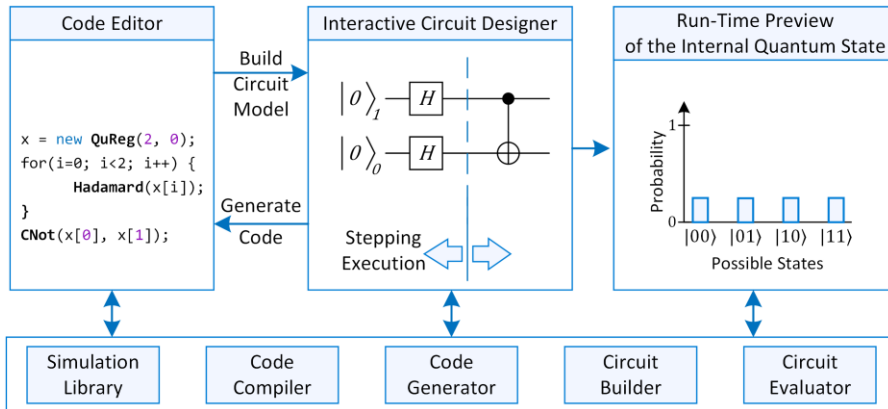 Code Editor
x = new QuReg(2, 0);
for(i=0; i<2; i++) {
Hadamard(x[i]);
}
CNot(x[0], x[1]);
Build
Circuit
Model
Generate
Code
Interactive Circuit Designer
|0⟩1 H
|0⟩0 H
Stepping
Execution
Run-Time Preview
of the Internal Quantum State
Probability
1
0
|00⟩ |01⟩ |10⟩ |11⟩
Possible States
Simulation
Library
Code
Compiler
Code
Generator
Circuit
Builder
Circuit
Evaluator